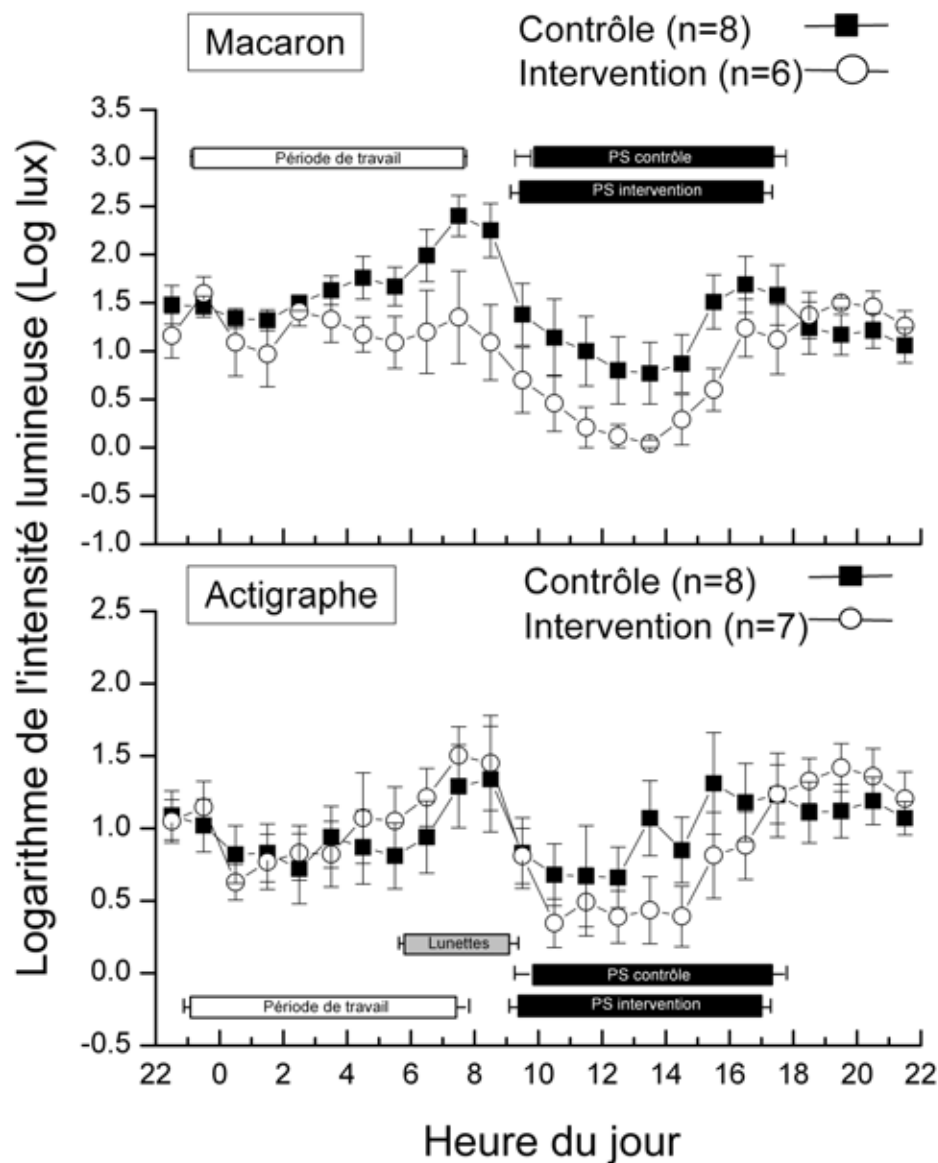 Macaron
Contrôle (n=8)
Intervention (n=6)
Logarithme de l'intensité lumineuse (Log lux)
3.5
3.0
2.5
2.0
1.5
1.0
0.5
0.0
-0.5
-1.0
Période de travail
PS contrôle
PS intervention
Actigraphe
Contrôle (n=8)
Intervention (n=7)
2.5
2.0
1.5
1.0
0.5
0.0
-0.5
Lunettes
PS contrôle
Période de travail
PS intervention
22 0 2 4 6 8 10 12 14 16 18 20 22
Heure du jour